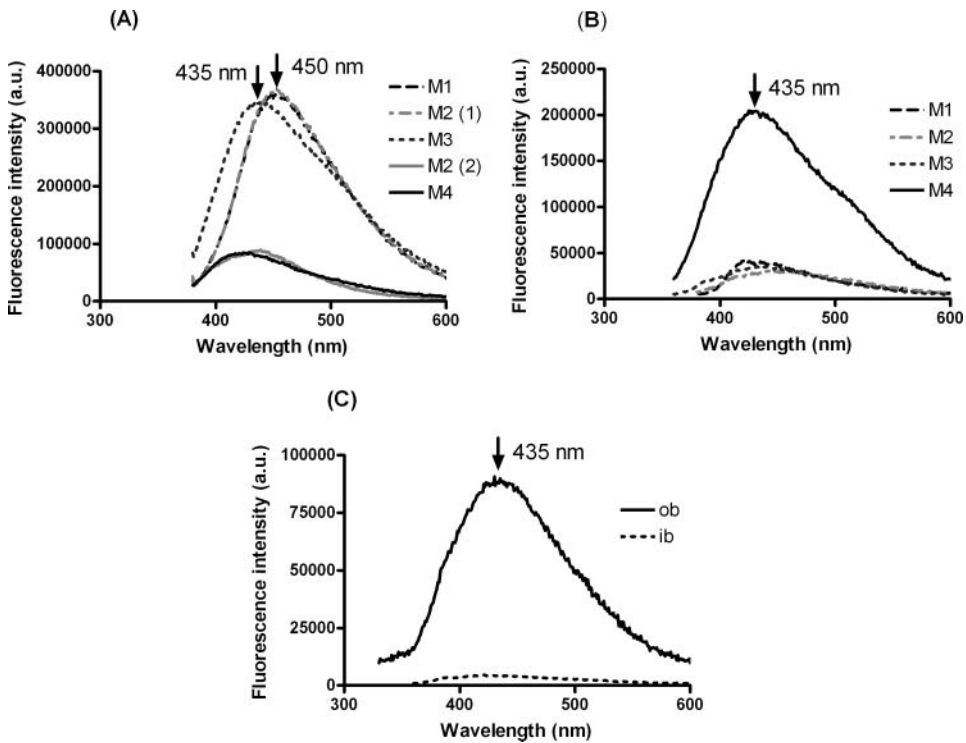 (A)
435 nm
450 nm
Fluorescence intensity (a.u.)
400000
300000
200000
100000
0
300
400
500
600
Wavelength (nm)
M1
M2 (1)
M3
M2 (2)
M4
(B)
435 nm
Fluorescence intensity (a.u.)
250000
200000
150000
100000
50000
0
300
400
500
600
Wavelength (nm)
M1
M2
M3
M4
(C)
435 nm
Fluorescence intensity (a.u.)
100000
75000
50000
25000
0
300
400
500
600
Wavelength (nm)
ob
ib